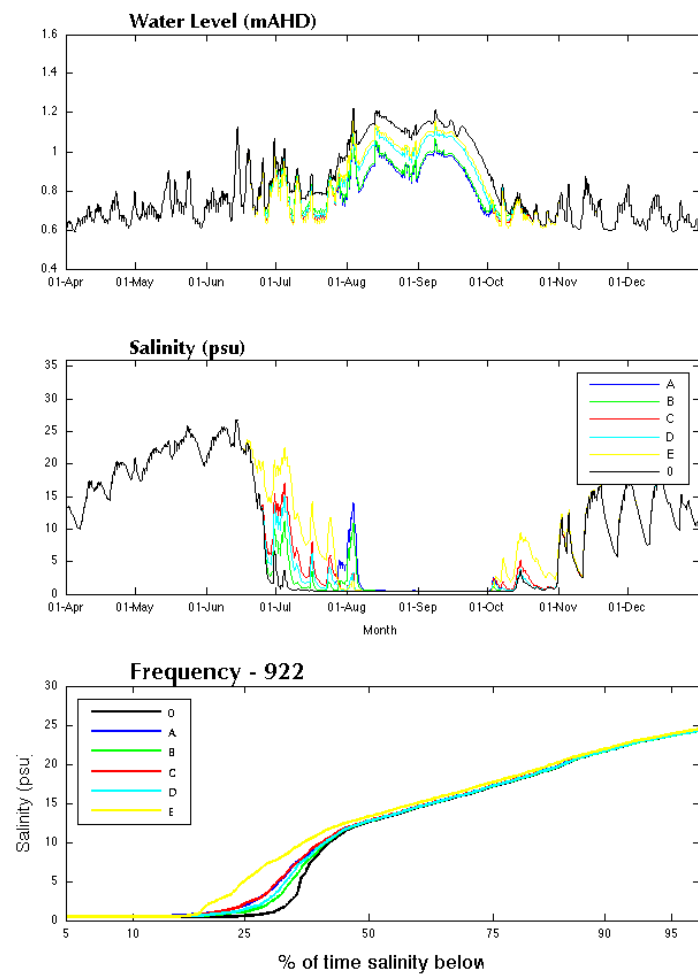 Water Level (mAHD)
1.6
1.4
1.2
1
0.8
0.6
0.4
01-Apr 01-May 01-Jun 01-Jul 01-Aug 01-Sep 01-Oct 01-Nov 01-Dec
Salinity (psu)
35
30
25
20
15
10
5
0
A
B
C
D
E
0
01-Apr 01-May 01-Jun 01-Jul 01-Aug 01-Sep 01-Oct 01-Nov 01-Dec
Month
Frequency - 922
30
25
20
15
10
5
0
Salinity (psu)
0
A
B
C
D
E
5 10 25 50 75 90 95
% of time salinity below